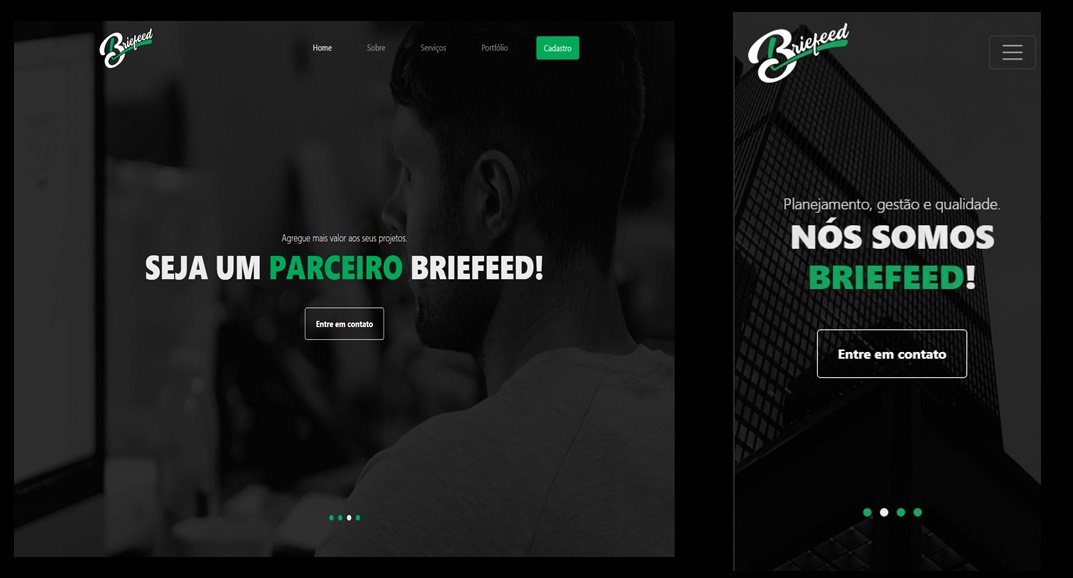 Briefeed
Home Sobre Serviços Portfólio Cadastro
Agregue mais valor aos seus projetos.
SEJA UM PARCEIRO BRIEFEED!
Entre em contato
Briefeed
Planejamento, gestão e qualidade.
NÓS SOMOS
BRIEFEED!
Entre em contato